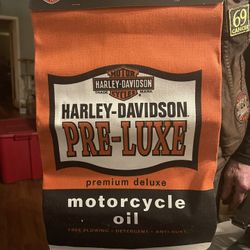 MOTOR
HARLEY-DAVIDSON
CYCLES
TRADE MARK
HARLEY-DAVIDSON
PRE-LUXE
premium deluxe
motorcycle
oil
FREE FLOWING • DETERGENT • ANTI-RUST
69